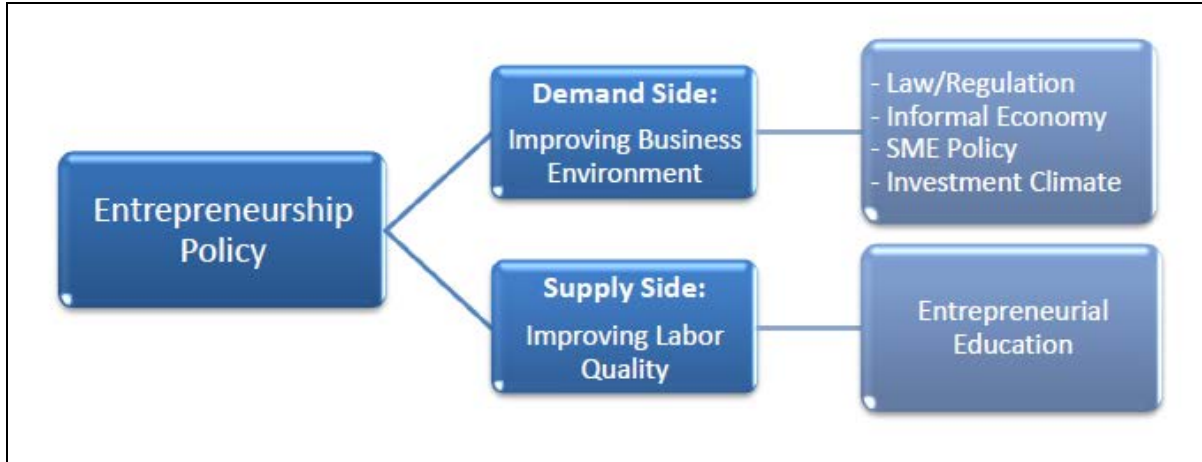 Entrepreneurship
Policy
Demand Side:
Improving Business
Environment
- Law/Regulation
- Informal Economy
- SME Policy
- Investment Climate
Supply Side:
Improving Labor
Quality
Entrepreneurial
Education